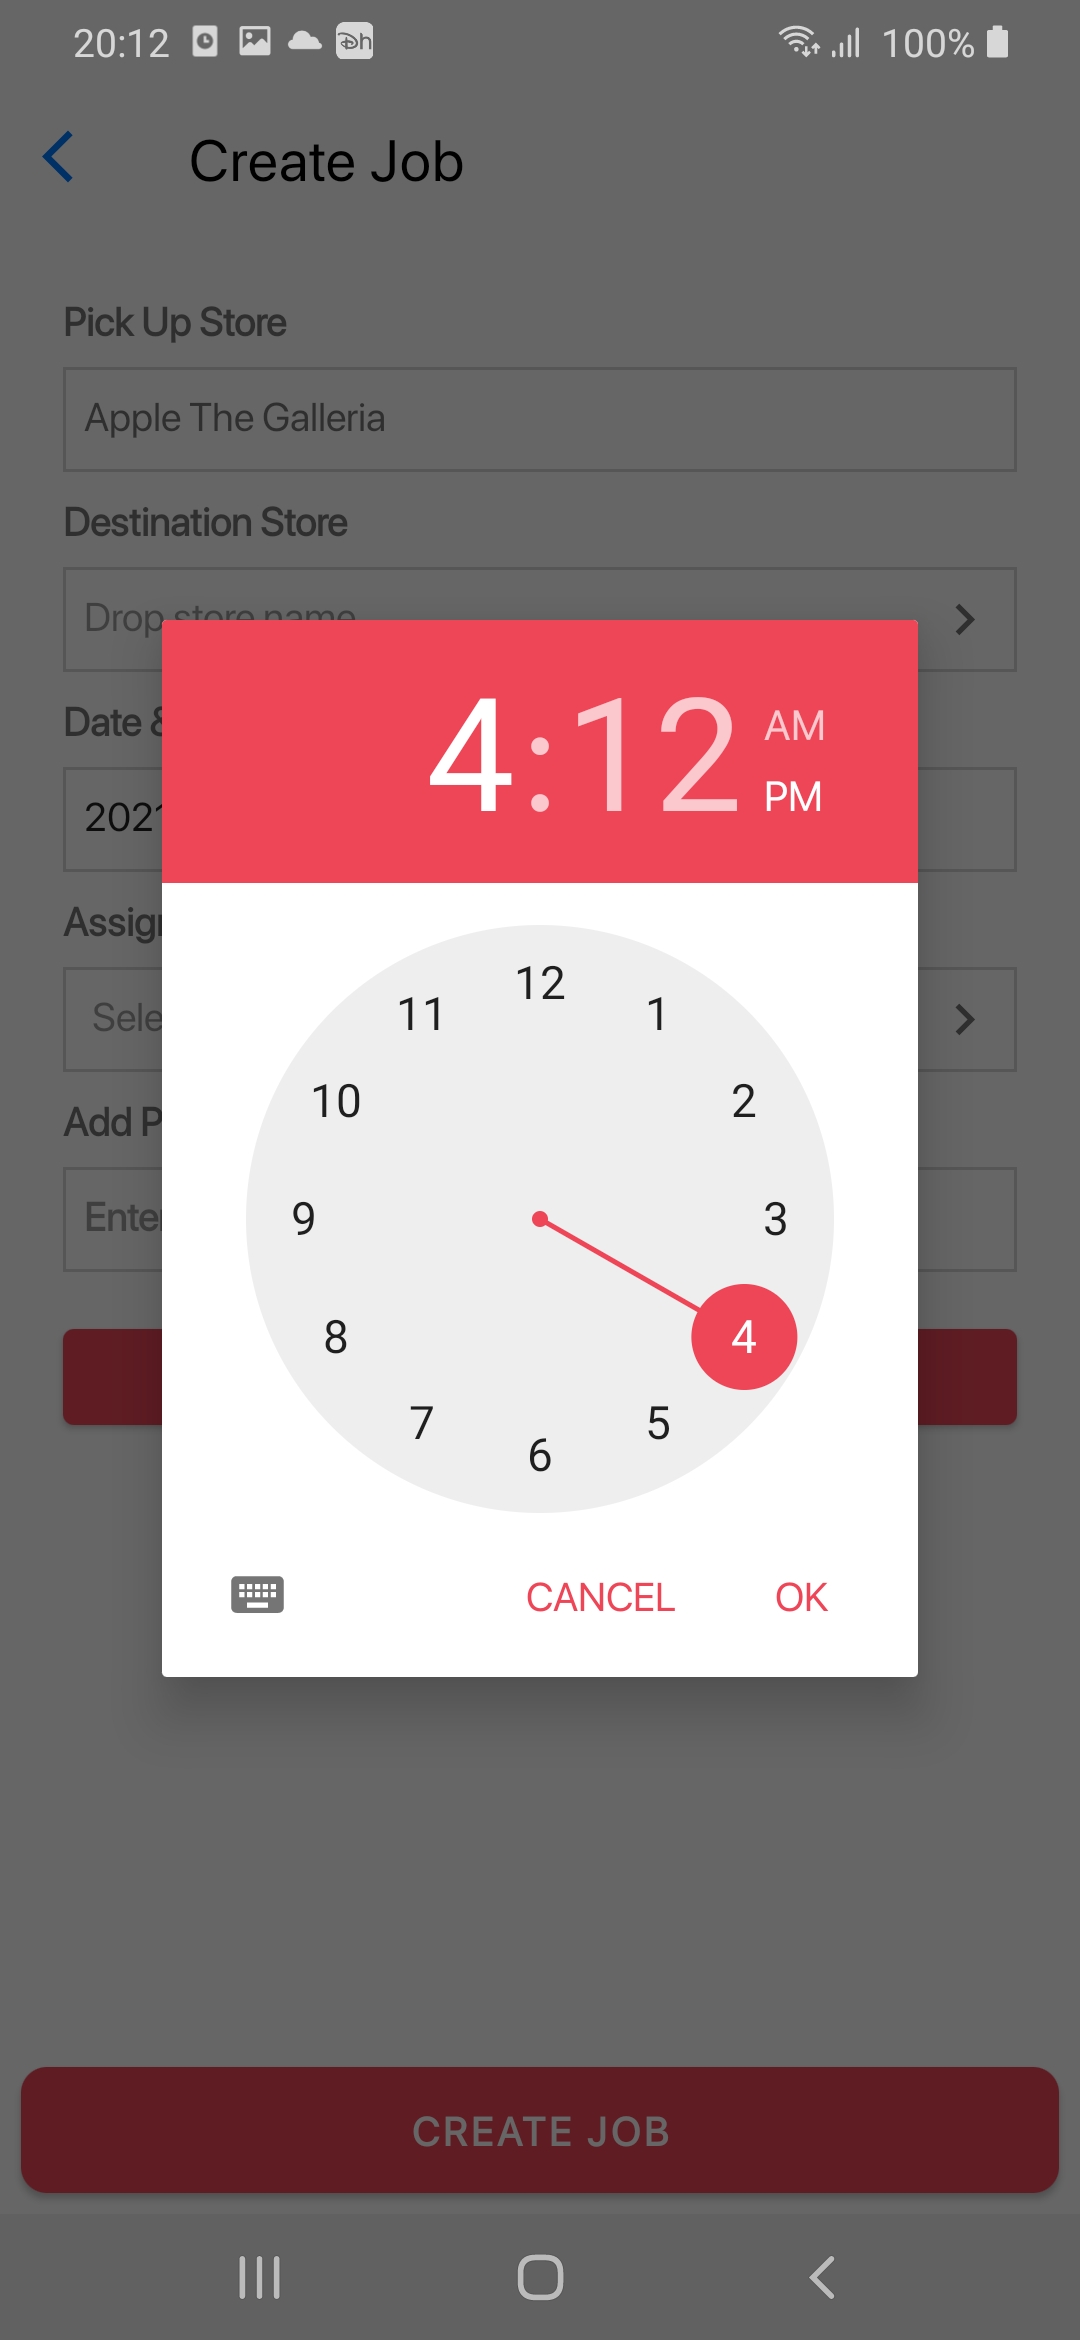 20:12 100%
Create Job
Pick Up Store
Apple The Galleria
Destination Store
Drop store name
Date &
4:12 AM
PM
2021
Assign
12
11 1
10 2
9 3
8 4
7 5
6
Add P
Enter
CANCEL OK
CREATE JOB